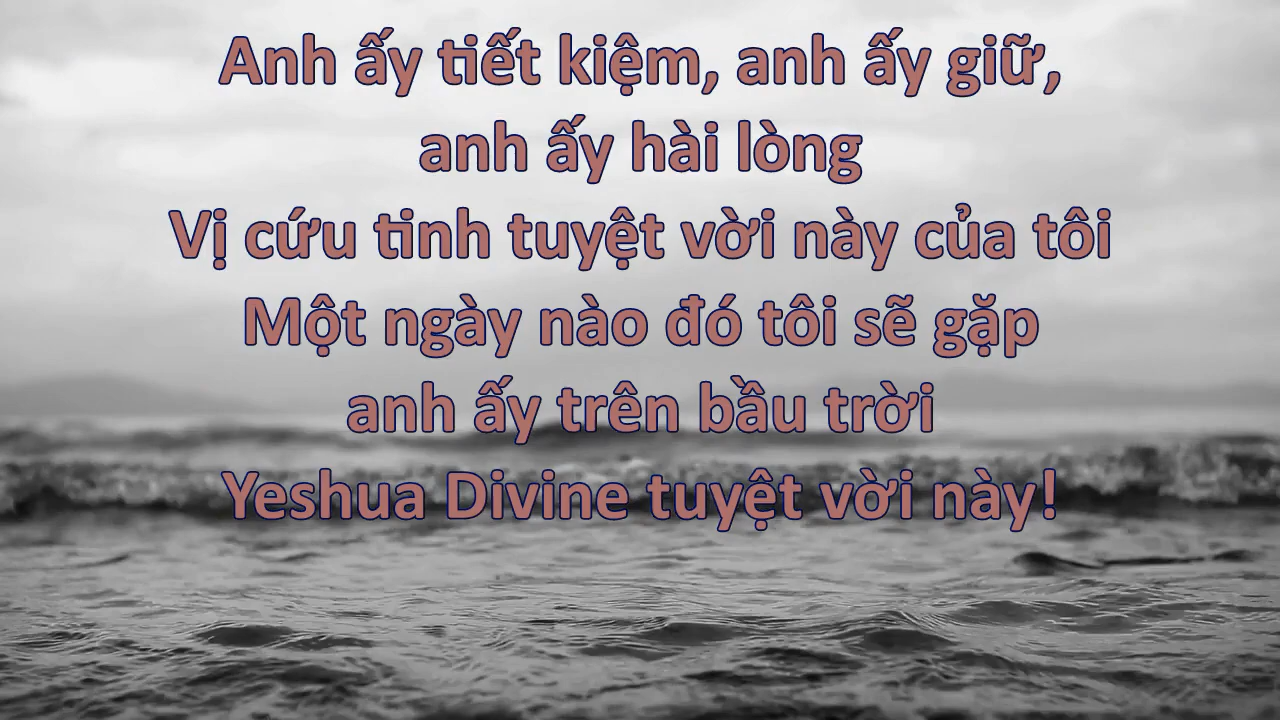 Anh ấy tiết kiệm, anh ấy giữ,
anh ấy hài lòng
Vị cứu tinh tuyệt vời này của tôi
Một ngày nào đó tôi sẽ gặp
anh ấy trên bầu trời
Yeshua Divine tuyệt vời này!